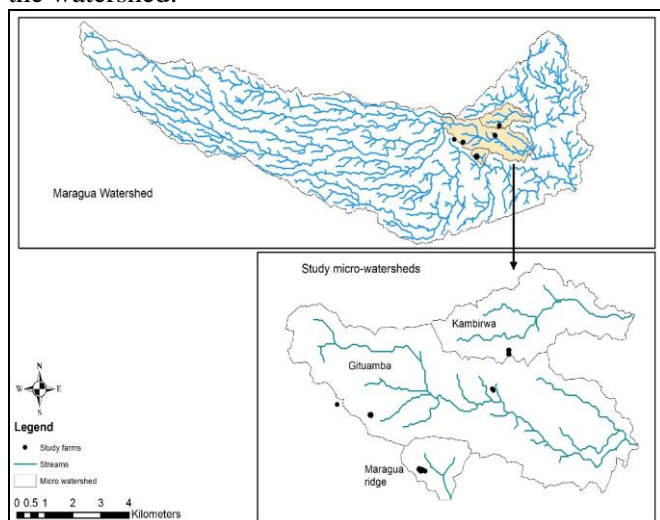 the watershed.
Maragua Watershed
Study micro-watersheds
Kambirwa
Gituamba
Maragua
ridge
N
W E
S
Legend
Study farms
Streams
Micro watershed
0 0.5 1 2 3 4
Kilometers